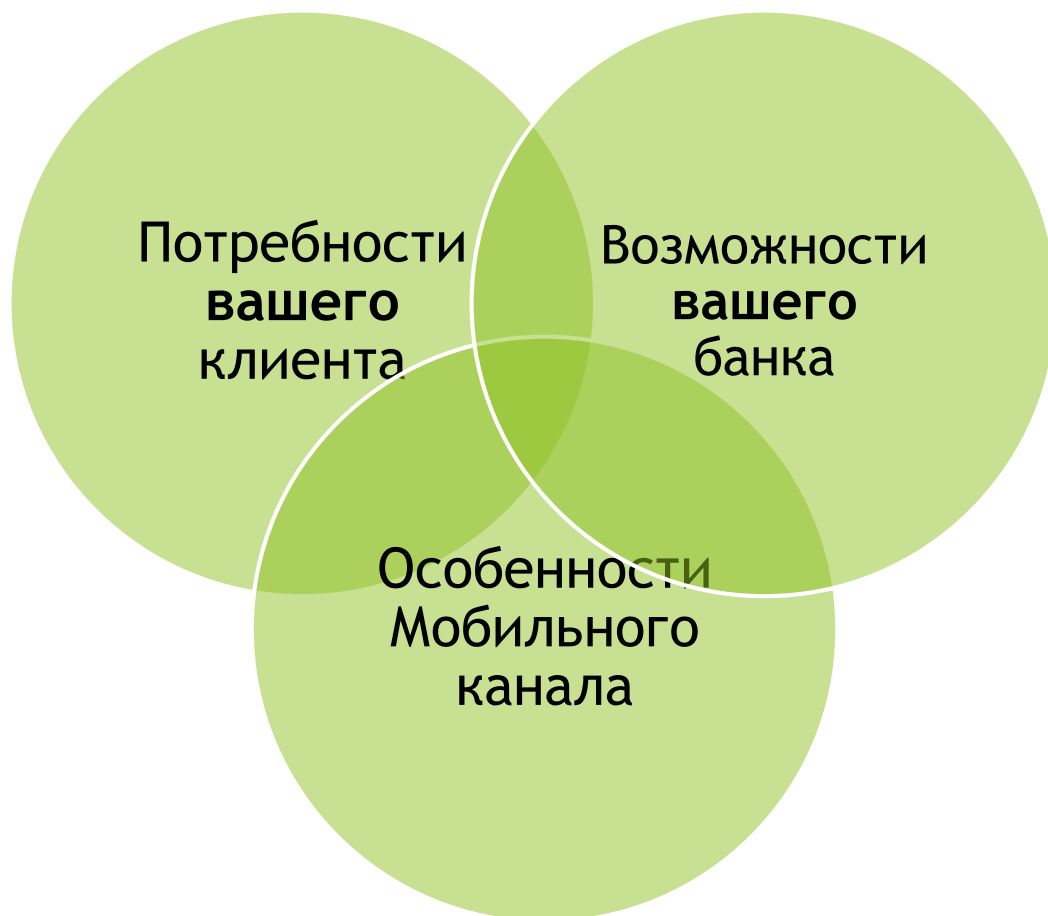 Потребности
вашего
клиента
Возможности
вашего
банка
Особенности
Мобильного
канала